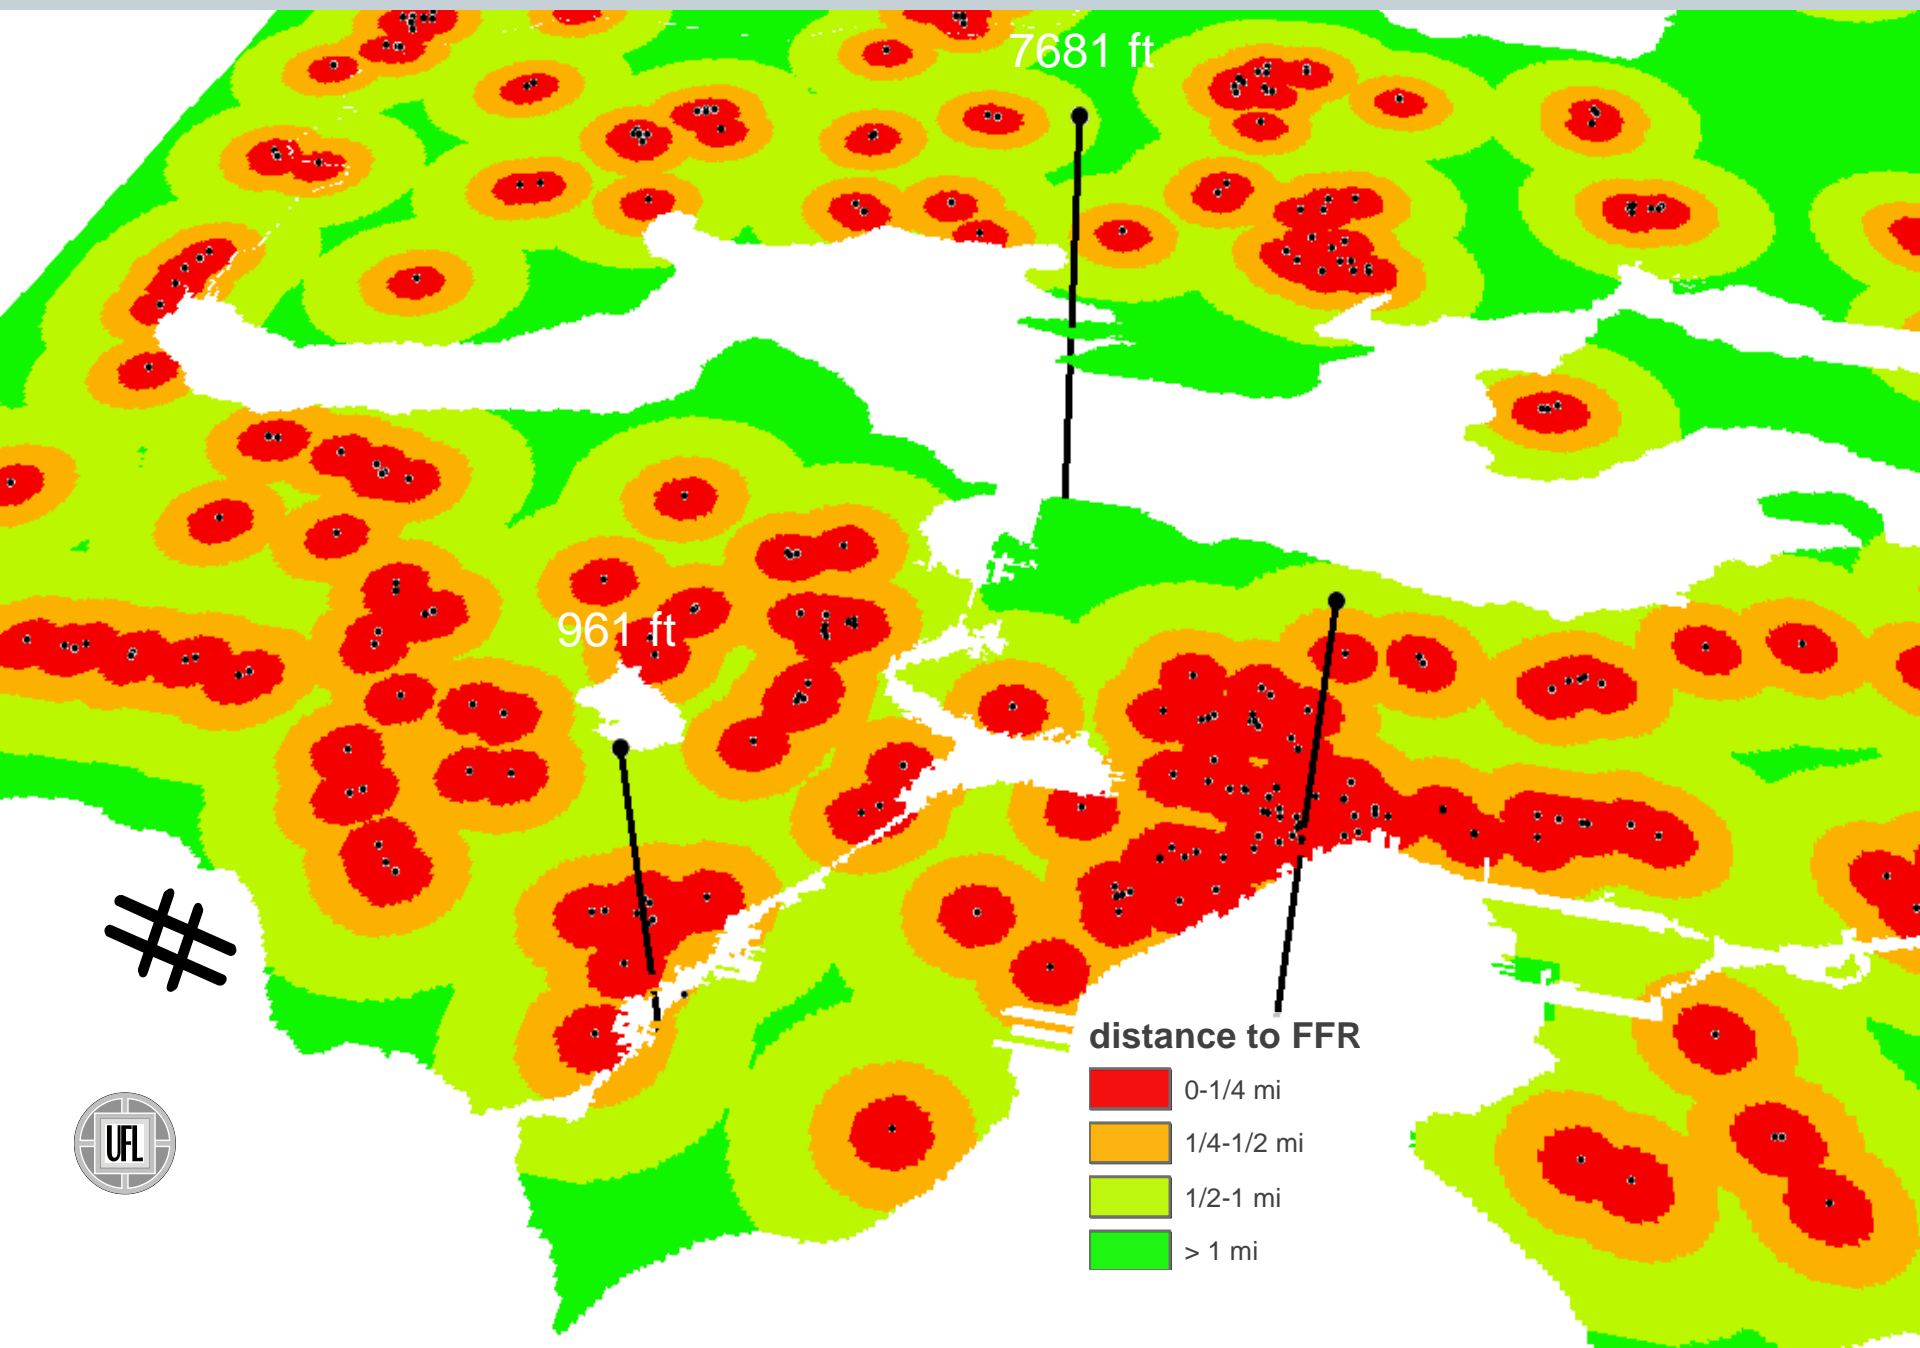 7681 ft
961 ft
distance to FFR
0-1/4 mi
1/4-1/2 mi
1/2-1 mi
> 1 mi
UFL